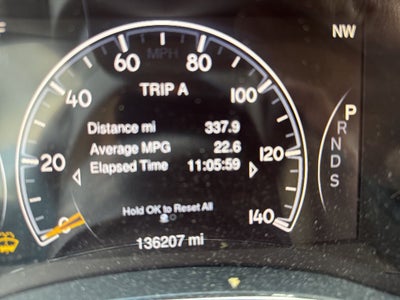 NW
MPH
0 20 40 60 80 100 120 140
TRIP A
Distance mi 337.9
Average MPG 22.6
Elapsed Time 11:05:59
Hold OK to Reset All
136207 mi
P
R
N
D
S